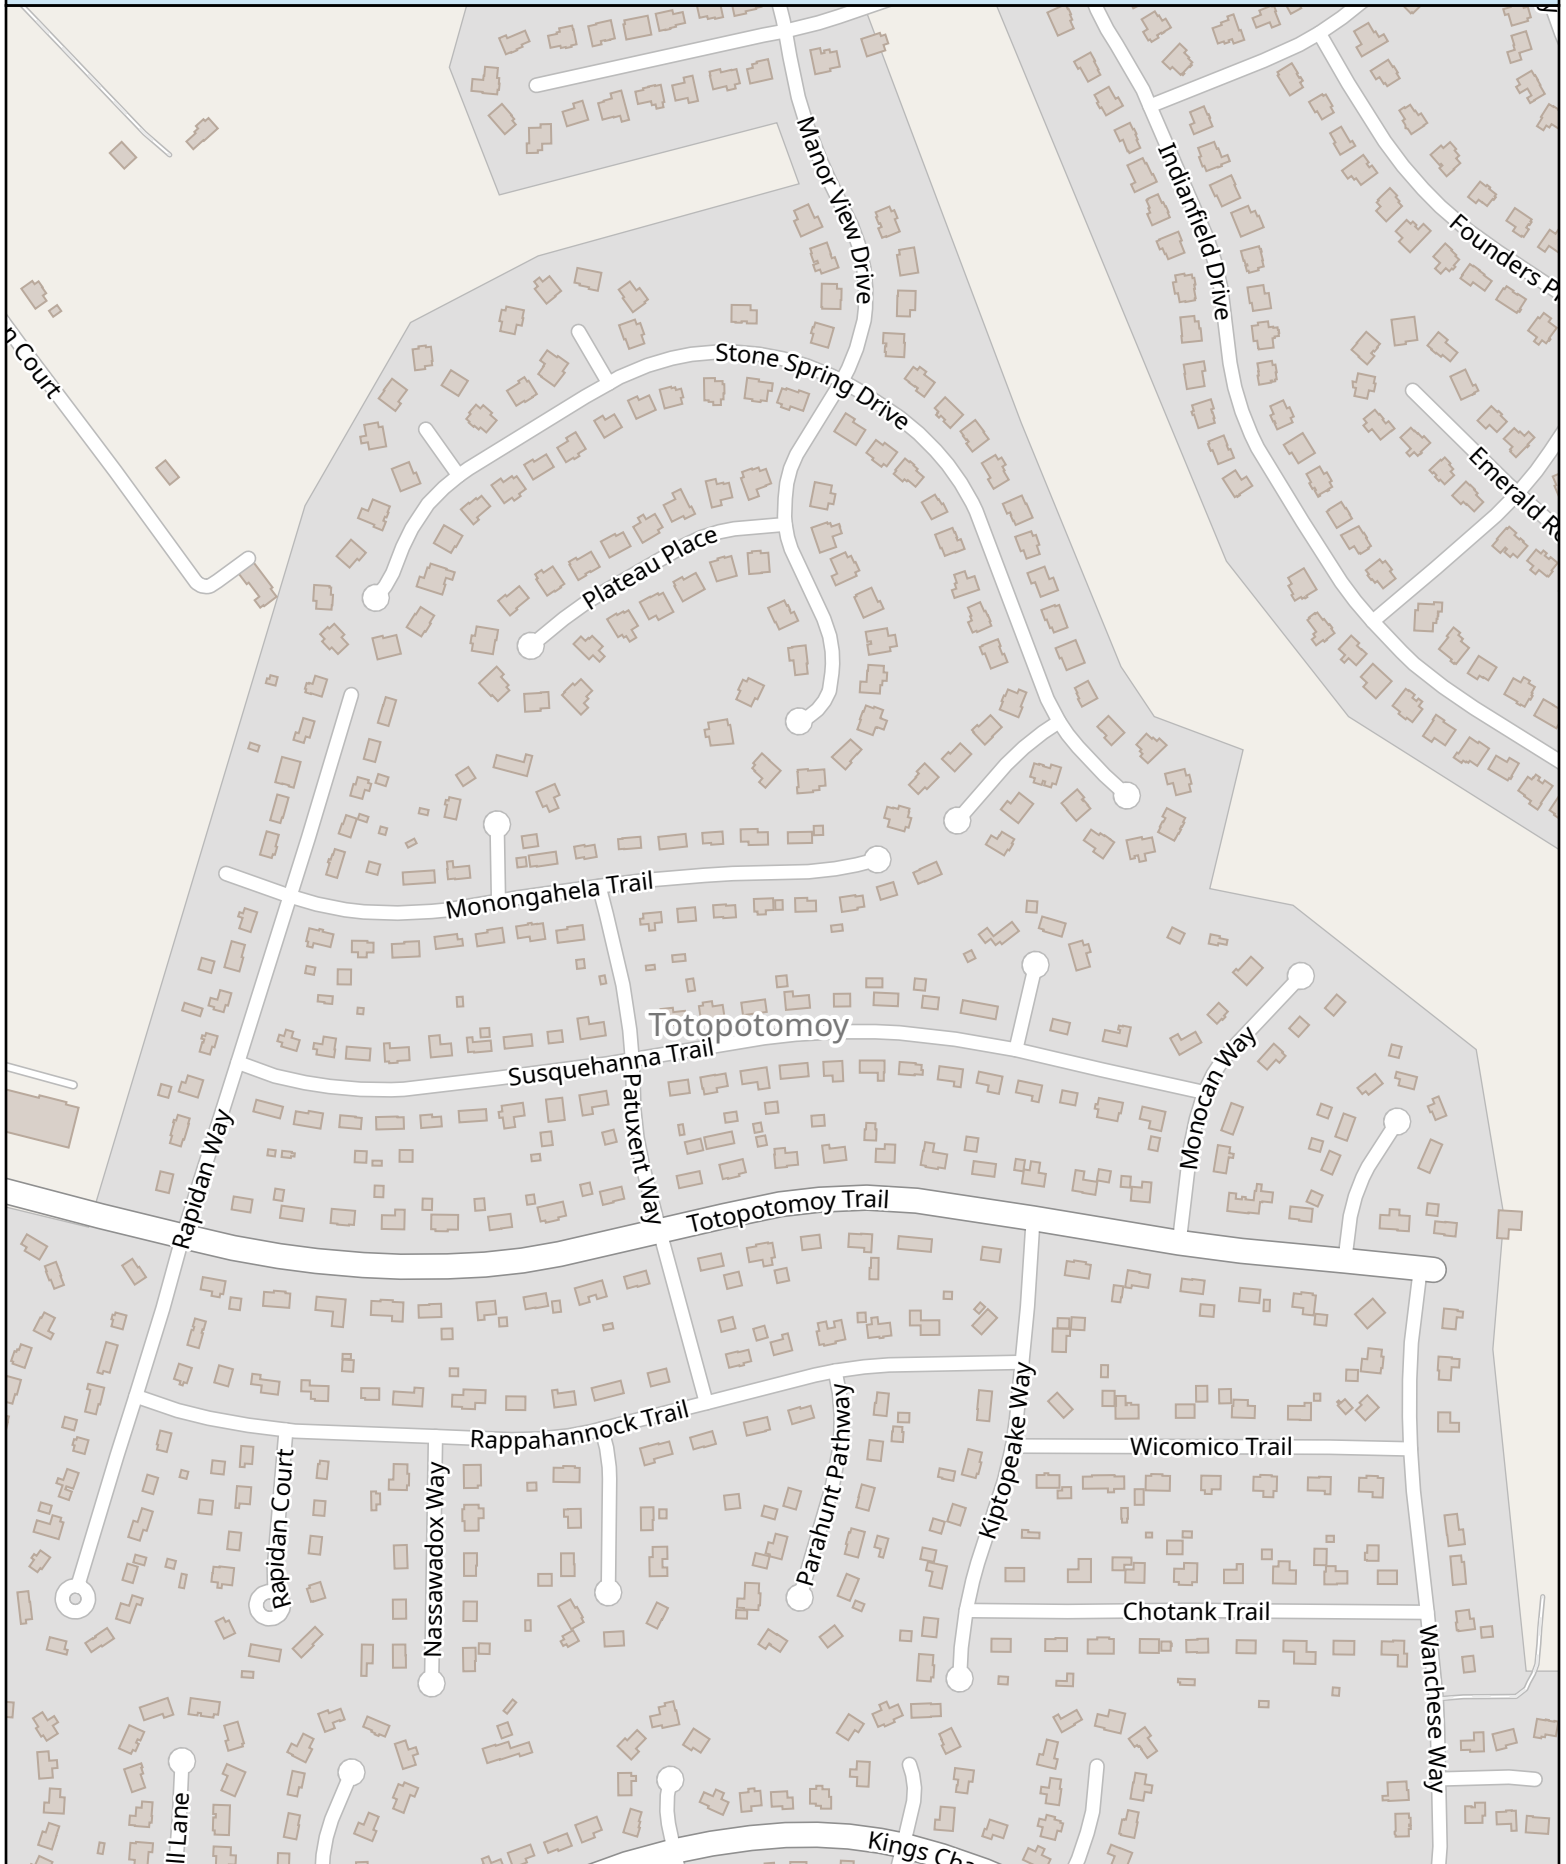 Manor View Drive
Indianfield Drive
Founders P
n Court
Stone Spring Drive
Emerald
Plateau Place
Monongahela Trail
Totopotomoy
Susquehanna Trail
Monocan Way
Patuxent Way
Rapidan Way
Totopotomoy Trail
Rappahannock Trail
Kiptopeake Way
Parahunt Pathway
Wicomico Trail
Rapidan Court
Nassawadox Way
Chotank Trail
Wanchese Way
ll Lane
Kings Cha